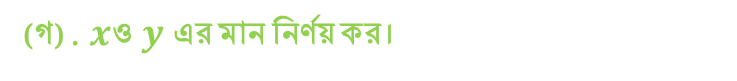 (গ) . xও y এর মান নির্ণয় কর।